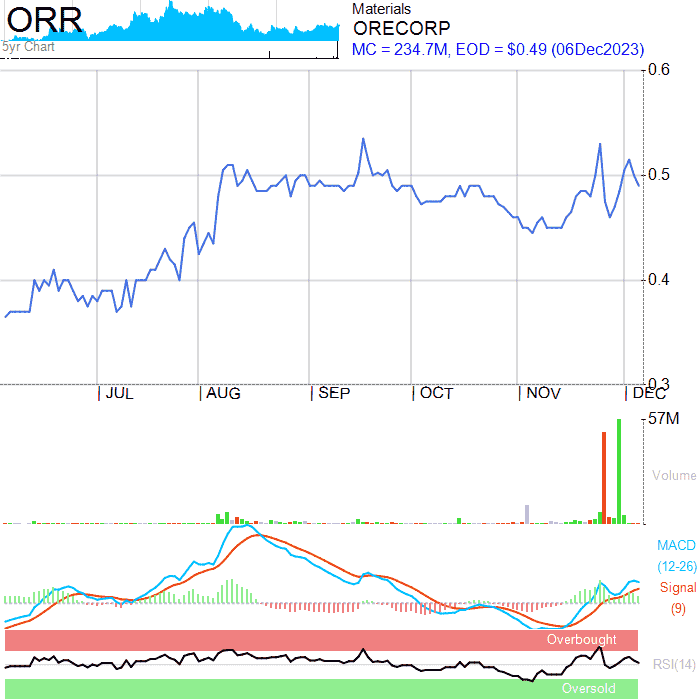 ORR
5yr Chart
Materials
ORECORP
MC = 234.7M, EOD = $0.49 (06Dec2023)
0.6
0.5
0.4
0.3
JUL
AUG
SEP
OCT
NOV
DEC
57M
Volume
MACD
(12-26)
Signal
(9)
Overbought
RSI(14)
Oversold